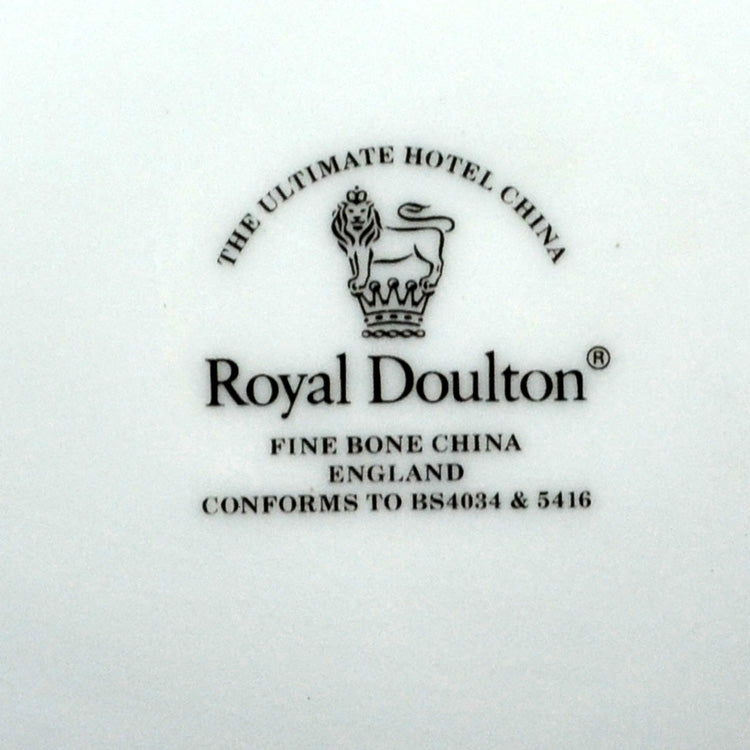 THE ULTIMATE HOTEL CHINA
Royal Doulton®
FINE BONE CHINA
ENGLAND
CONFORMS TO BS4034 & 5416